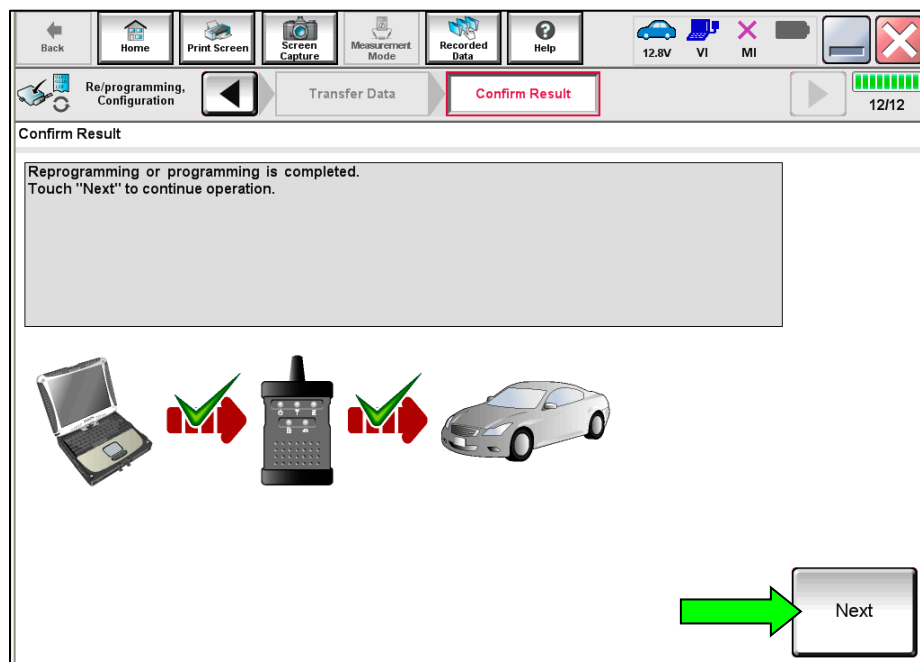 Back
Home
Print Screen
Screen
Capture
Measurement
Mode
Recorded
Data
Help
12.8V
VI
MI
Re/programming,
Configuration
Transfer Data
Confirm Result
12/12
Confirm Result
Reprogramming or programming is completed.
Touch "Next" to continue operation.
Next